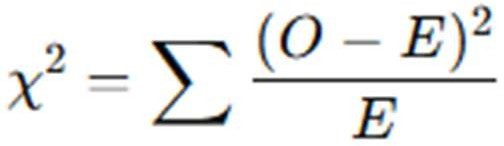 χ² = ∑ (O − E)² / E